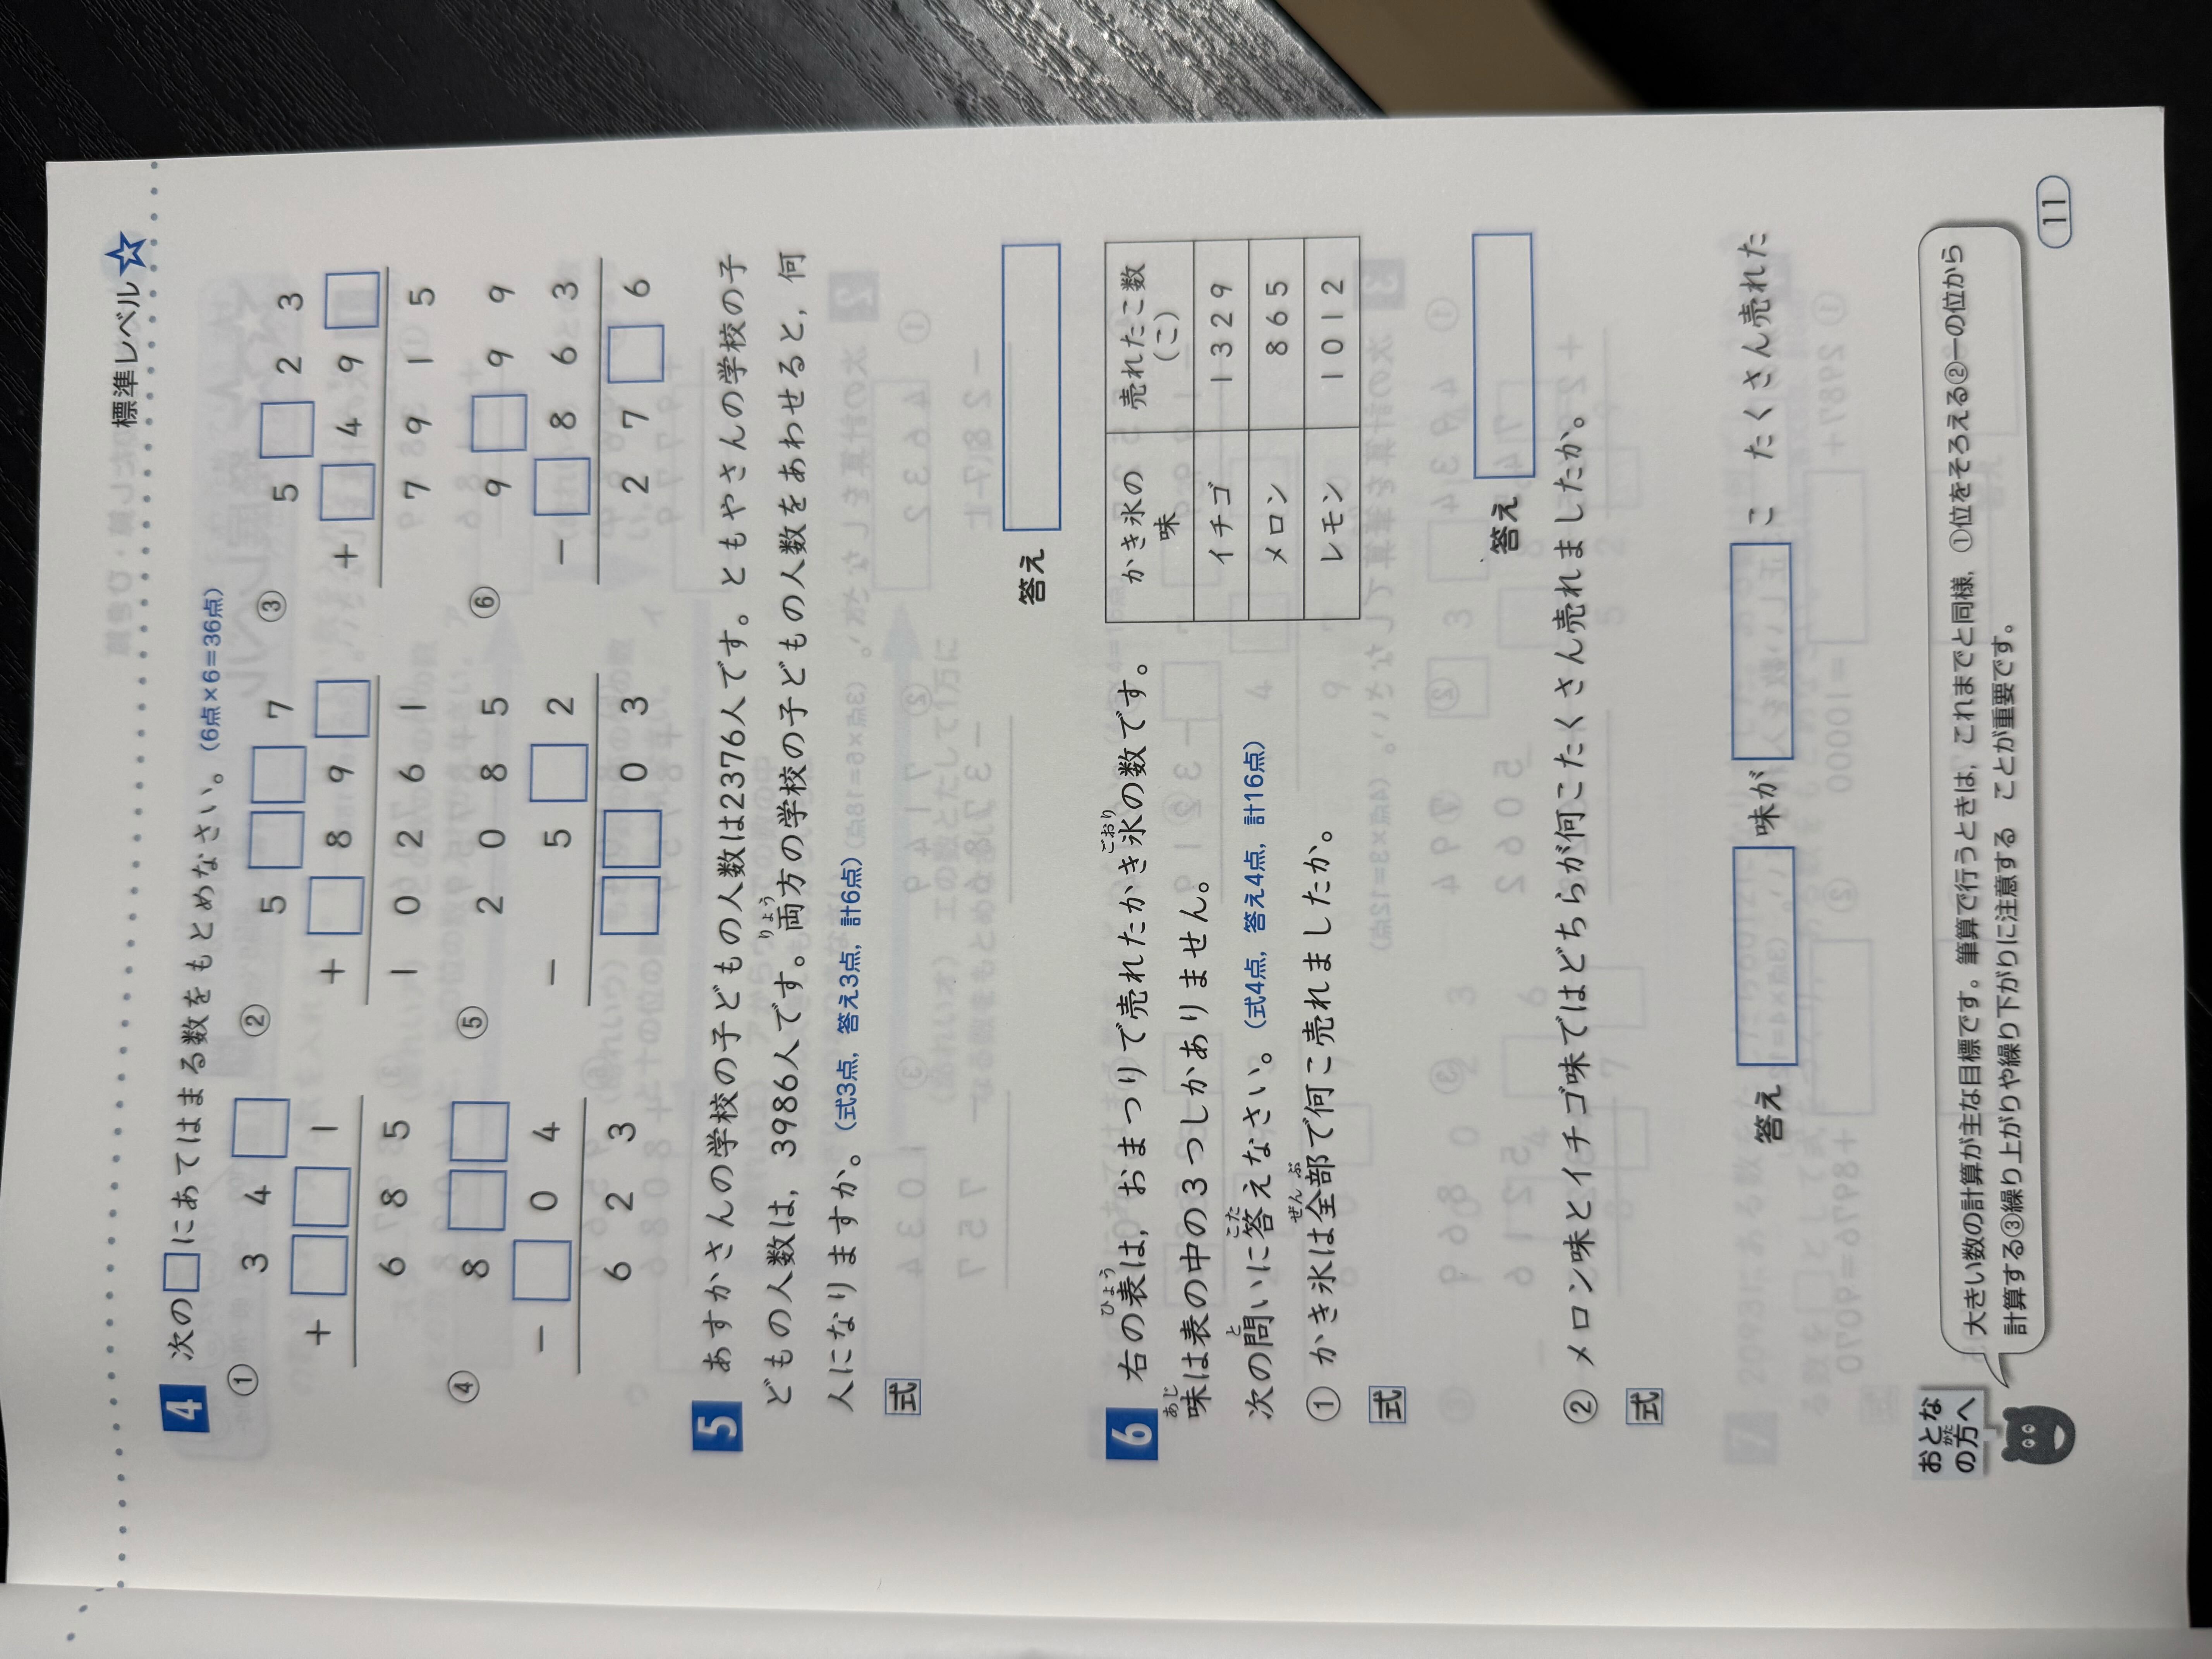 標準レベル
4 次の□にあてはまる数をもとめなさい。(6点×6=36点)
① ② ③
3 4 □
+ □ □ 1
6 8 5
5 □ □ 7
+ □ 8 9 □
1 0 2 6 1
5 □ 2 3
+ □ 4 9 □
7 9 1 5
④ ⑤ ⑥
8 □ □
− □ 0 4
6 2 3
2 0 8 5
− 5 □ 2
□ □ 0 3
9 □ 9 9
− □ 8 6 3
2 7 □ 6
5 あすかさんの学校の子どもの人数は2376人です。ともやさんの学校の子
どもの人数は，3986人です。両方の学校の子どもの人数をあわせると，何
りょう
人になりますか。(式3点，答え3点，計6点)
式
答え
6 右の表は，おまつりで売れたかき氷の数です。
ひょう ごおり
味は表の中の3つしかありません。
あじ
次の問いに答えなさい。(式4点，答え4点，計16点)
と こた
かき氷の味 売れたこ数(こ)
イチゴ 1329
メロン 865
レモン 1012
① かき氷は全部で何こ売れましたか。
ぜんぶ
式
答え
② メロン味とイチゴ味ではどちらが何こたくさん売れましたか。
式
答え □ 味が □ こ たくさん売れた
おとなの方へ
かた
大きい数の計算が主な目標です。筆算で行うときは，これまでと同様，①位をそろえる②一の位から
計算する③繰り上がりや繰り下がりに注意する ことが重要です。
11